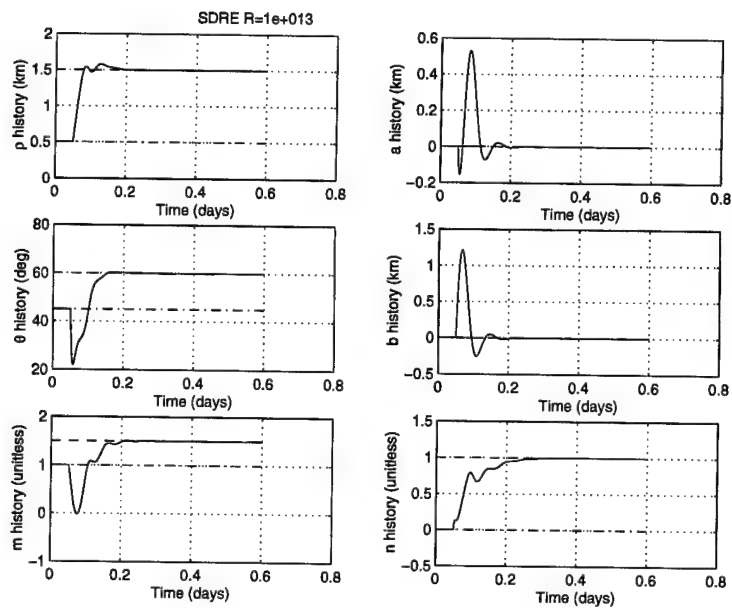 SDRE R=1e+013
ρ history (km)
2
1.5
1
0.5
0
0 0.2 0.4 0.6 0.8
Time (days)
a history (km)
0.6
0.4
0.2
0
−0.2
0 0.2 0.4 0.6 0.8
Time (days)
θ history (deg)
80
60
40
20
0 0.2 0.4 0.6 0.8
Time (days)
b history (km)
1.5
1
0.5
0
−0.5
0 0.2 0.4 0.6 0.8
Time (days)
m history (unitless)
2
1
0
−1
0 0.2 0.4 0.6 0.8
Time (days)
n history (unitless)
1.5
1
0.5
0
−0.5
0 0.2 0.4 0.6 0.8
Time (days)